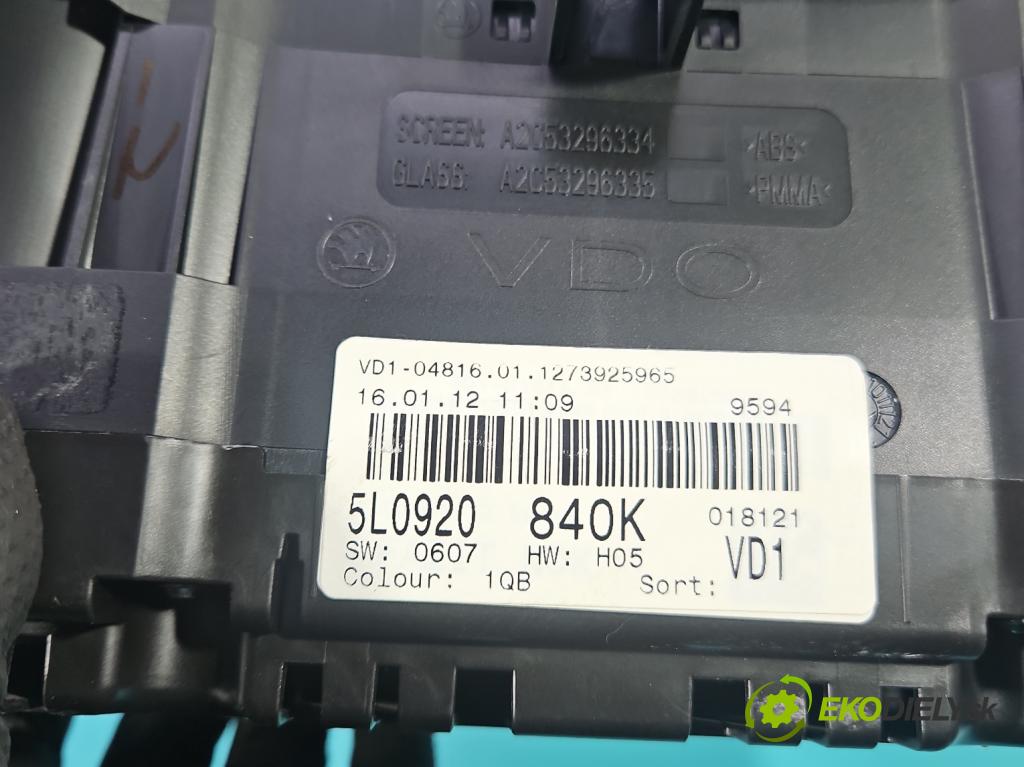 SCREEN: A2C53296334 >ABS<
GLASS: A2C53296335 >PMMA<
VDO
VD1-04816.01.1273925965
16.01.12 11:09 9594
5L0920 840K 018121
SW: 0607 HW: H05 VD1
Colour: 1QB Sort:
EKODIELY.sk